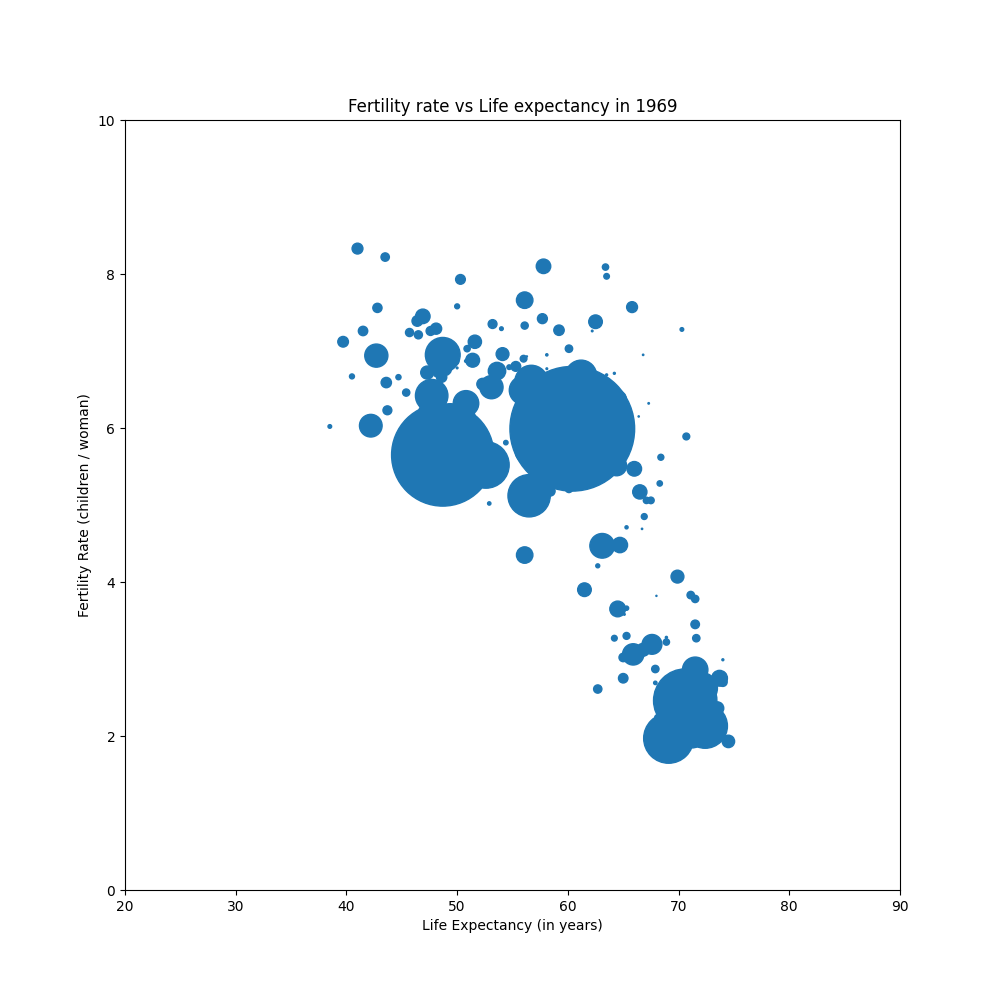 Fertility rate vs Life expectancy in 1969
10
8
6
4
2
0
Fertility Rate (children / woman)
20 30 40 50 60 70 80 90
Life Expectancy (in years)